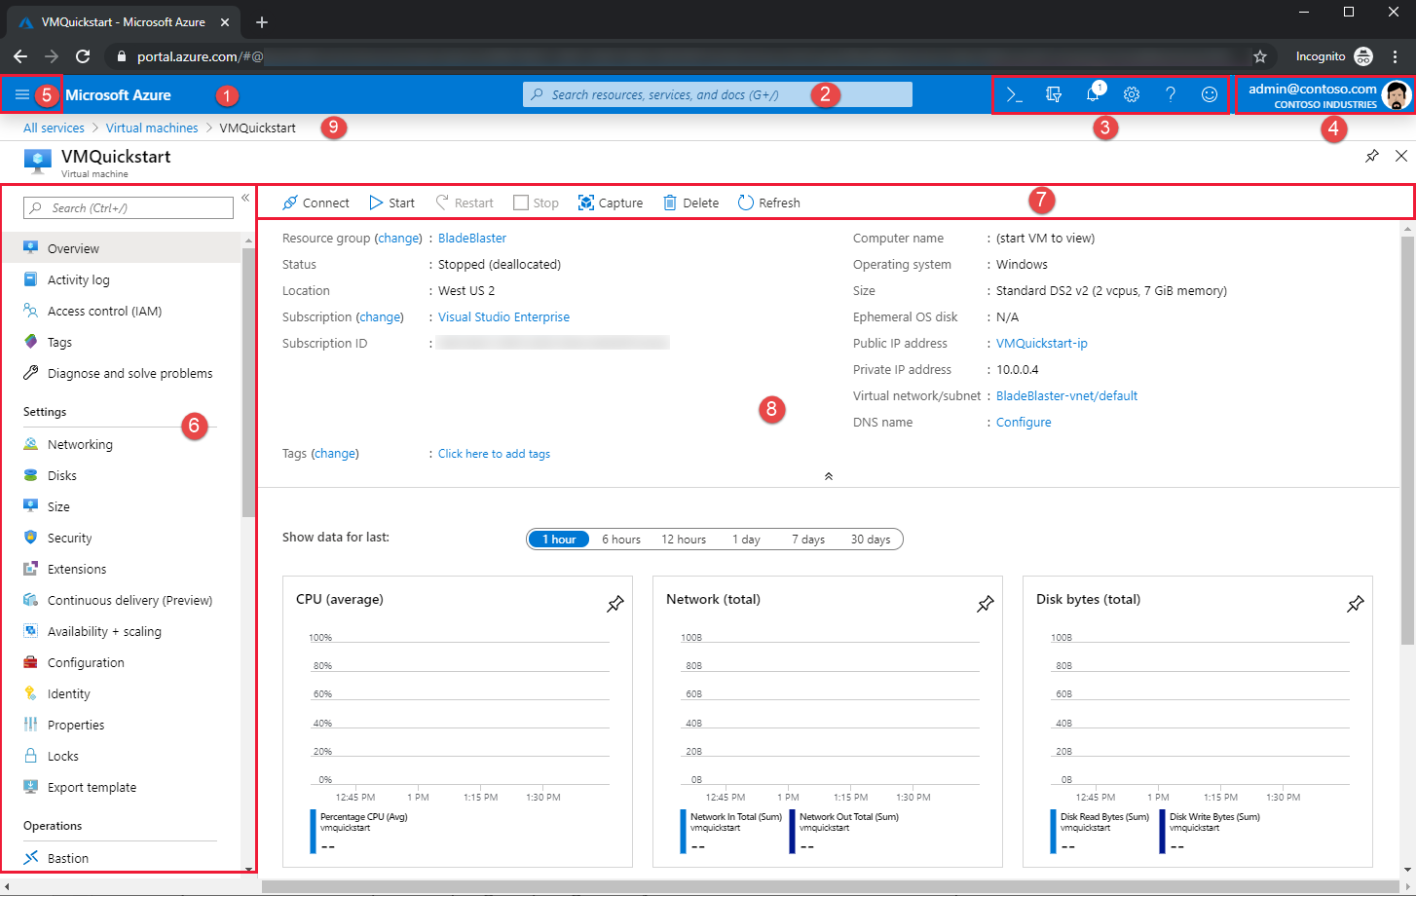 VMQuickstart - Microsoft Azure
portal.azure.com/#@
Incognito
5 Microsoft Azure 1
Search resources, services, and docs (G+/) 2
1
3
admin@contoso.com
CONTOSO INDUSTRIES
4
All services > Virtual machines > VMQuickstart 9
VMQuickstart
Virtual machine
Search (Ctrl+/)
Overview
Activity log
Access control (IAM)
Tags
Diagnose and solve problems
Settings
6
Networking
Disks
Size
Security
Extensions
Continuous delivery (Preview)
Availability + scaling
Configuration
Identity
Properties
Locks
Export template
Operations
Bastion
Connect Start Restart Stop Capture Delete Refresh 7
Resource group (change) : BladeBlaster
Status : Stopped (deallocated)
Location : West US 2
Subscription (change) : Visual Studio Enterprise
Subscription ID :
Computer name : (start VM to view)
Operating system : Windows
Size : Standard DS2 v2 (2 vcpus, 7 GiB memory)
Ephemeral OS disk : N/A
Public IP address : VMQuickstart-ip
Private IP address : 10.0.0.4
Virtual network/subnet : BladeBlaster-vnet/default
DNS name : Configure
8
Tags (change) : Click here to add tags
Show data for last: 1 hour 6 hours 12 hours 1 day 7 days 30 days
CPU (average)
100%
80%
60%
40%
20%
0%
12:45 PM 1 PM 1:15 PM 1:30 PM
Percentage CPU (Avg)
vmquickstart
--
Network (total)
100B
80B
60B
40B
20B
0B
12:45 PM 1 PM 1:15 PM 1:30 PM
Network In Total (Sum) Network Out Total (Sum)
vmquickstart vmquickstart
-- --
Disk bytes (total)
100B
80B
60B
40B
20B
0B
12:45 PM 1 PM 1:15 PM 1:30 PM
Disk Read Bytes (Sum) Disk Write Bytes (Sum)
vmquickstart vmquickstart
-- --